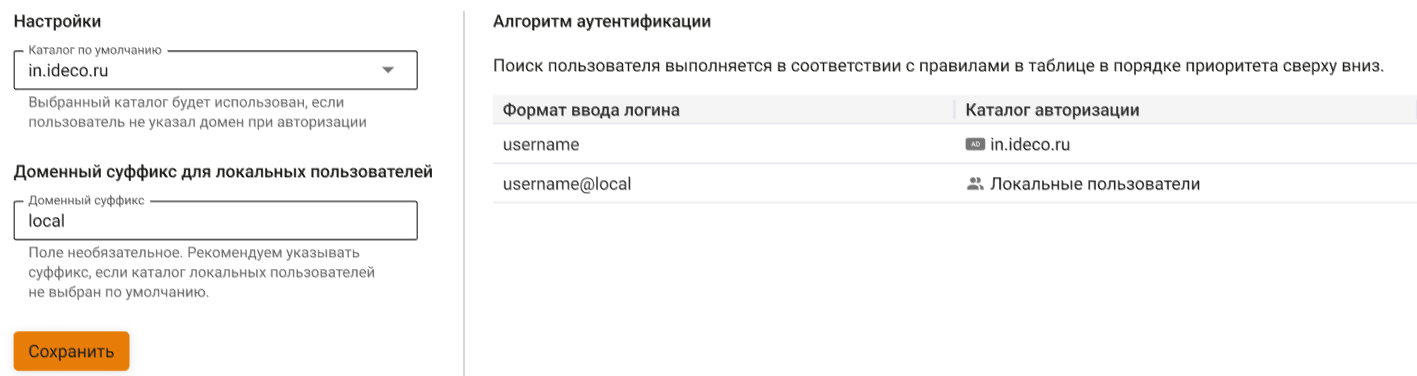 Настройки
Каталог по умолчанию
in.ideco.ru
Выбранный каталог будет использован, если
пользователь не указал домен при авторизации
Доменный суффикс для локальных пользователей
Доменный суффикс
local
Поле необязательное. Рекомендуем указывать
суффикс, если каталог локальных пользователей
не выбран по умолчанию.
Сохранить
Алгоритм аутентификации
Поиск пользователя выполняется в соответствии с правилами в таблице в порядке приоритета сверху вниз.
Формат ввода логина Каталог авторизации
username AD in.ideco.ru
username@local Локальные пользователи